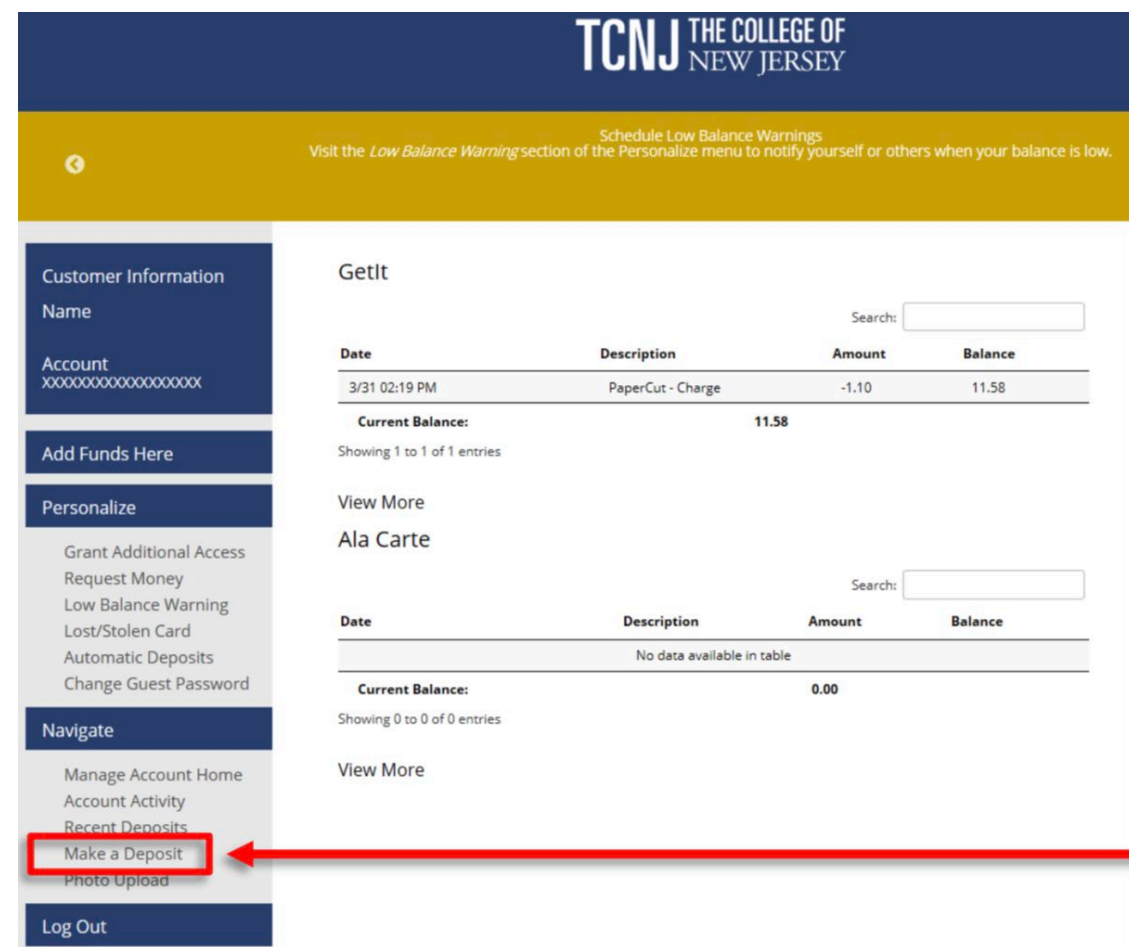 TCNJ THE COLLEGE OF
NEW JERSEY
Schedule Low Balance Warnings
Visit the Low Balance Warning section of the Personalize menu to notify yourself or others when your balance is low.
Customer Information
Name
Account
XXXXXXXXXXXXXXXXXXX
Add Funds Here
Personalize
Grant Additional Access
Request Money
Low Balance Warning
Lost/Stolen Card
Automatic Deposits
Change Guest Password
Navigate
Manage Account Home
Account Activity
Recent Deposits
Make a Deposit
Photo Upload
Log Out
GetIt
Search:
Date Description Amount Balance
3/31 02:19 PM PaperCut - Charge -1.10 11.58
Current Balance: 11.58
Showing 1 to 1 of 1 entries
View More
Ala Carte
Search:
Date Description Amount Balance
No data available in table
Current Balance: 0.00
Showing 0 to 0 of 0 entries
View More